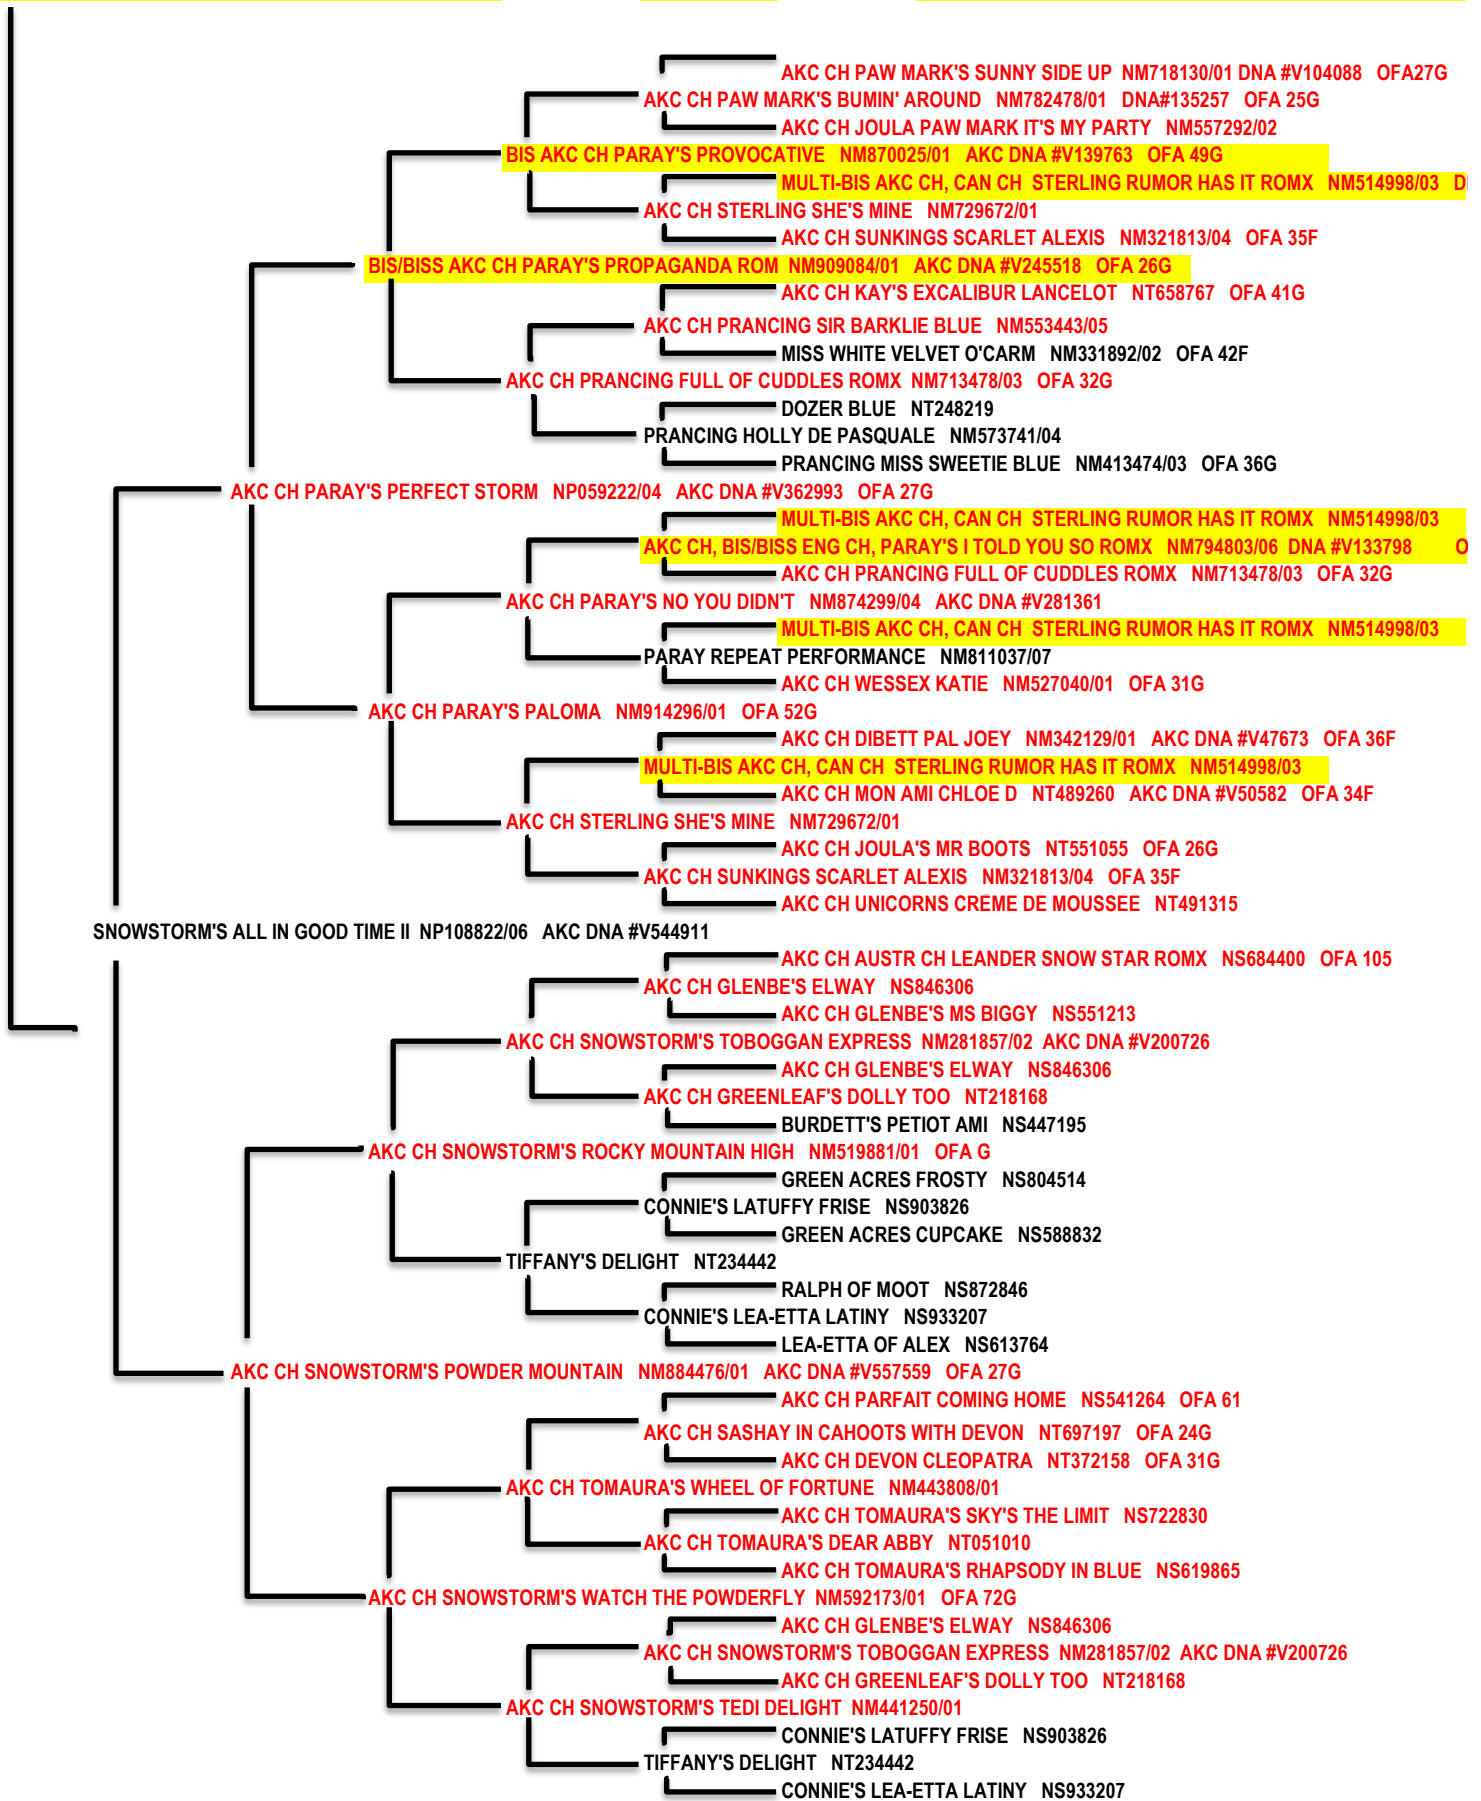 AKC CH PAW MARK'S SUNNY SIDE UP NM718130/01 DNA #V104088 OFA27G
AKC CH PAW MARK'S BUMIN' AROUND NM782478/01 DNA#135257 OFA 25G
AKC CH JOULA PAW MARK IT'S MY PARTY NM557292/02
BIS AKC CH PARAY'S PROVOCATIVE NM870025/01 AKC DNA #V139763 OFA 49G
MULTI-BIS AKC CH, CAN CH STERLING RUMOR HAS IT ROMX NM514998/03
AKC CH STERLING SHE'S MINE NM729672/01
AKC CH SUNKINGS SCARLET ALEXIS NM321813/04 OFA 35F
BIS/BISS AKC CH PARAY'S PROPAGANDA ROM NM909084/01 AKC DNA #V245518 OFA 26G
AKC CH KAY'S EXCALIBUR LANCELOT NT658767 OFA 41G
AKC CH PRANCING SIR BARKLIE BLUE NM553443/05
MISS WHITE VELVET O'CARM NM331892/02 OFA 42F
AKC CH PRANCING FULL OF CUDDLES ROMX NM713478/03 OFA 32G
DOZER BLUE NT248219
PRANCING HOLLY DE PASQUALE NM573741/04
PRANCING MISS SWEETIE BLUE NM413474/03 OFA 36G
AKC CH PARAY'S PERFECT STORM NP059222/04 AKC DNA #V362993 OFA 27G
MULTI-BIS AKC CH, CAN CH STERLING RUMOR HAS IT ROMX NM514998/03
AKC CH, BIS/BISS ENG CH, PARAY'S I TOLD YOU SO ROMX NM794803/06 DNA #V133798
AKC CH PRANCING FULL OF CUDDLES ROMX NM713478/03 OFA 32G
AKC CH PARAY'S NO YOU DIDN'T NM874299/04 AKC DNA #V281361
MULTI-BIS AKC CH, CAN CH STERLING RUMOR HAS IT ROMX NM514998/03
PARAY REPEAT PERFORMANCE NM811037/07
AKC CH WESSEX KATIE NM527040/01 OFA 31G
AKC CH PARAY'S PALOMA NM914296/01 OFA 52G
AKC CH DIBETT PAL JOEY NM342129/01 AKC DNA #V47673 OFA 36F
MULTI-BIS AKC CH, CAN CH STERLING RUMOR HAS IT ROMX NM514998/03
AKC CH MON AMI CHLOE D NT489260 AKC DNA #V50582 OFA 34F
AKC CH STERLING SHE'S MINE NM729672/01
AKC CH JOULA'S MR BOOTS NT551055 OFA 26G
AKC CH SUNKINGS SCARLET ALEXIS NM321813/04 OFA 35F
AKC CH UNICORNS CRÉME DE MOUSSEE NT491315
SNOWSTORM'S ALL IN GOOD TIME II NP108822/06 AKC DNA #V544911
AKC CH AUSTR CH LEANDER SNOW STAR ROMX NS684400 OFA 105
AKC CH GLENBE'S ELWAY NS846306
AKC CH GLENBE'S MS BIGGY NS551213
AKC CH SNOWSTORM'S TOBOGGAN EXPRESS NM281857/02 AKC DNA #V200726
AKC CH GLENBE'S ELWAY NS846306
AKC CH GREENLEAF'S DOLLY TOO NT218168
BURDETT'S PETIOT AMI NS447195
AKC CH SNOWSTORM'S ROCKY MOUNTAIN HIGH NM519881/01 OFA G
GREEN ACRES FROSTY NS804514
CONNIE'S LATUFFY FRISE NS903826
GREEN ACRES CUPCAKE NS588832
TIFFANY'S DELIGHT NT234442
RALPH OF MOOT NS872846
CONNIE'S LEA-ETTA LATINY NS933207
LEA-ETTA OF ALEX NS613764
AKC CH SNOWSTORM'S POWDER MOUNTAIN NM884476/01 AKC DNA #V557559 OFA 27G
AKC CH PARFAIT COMING HOME NS541264 OFA 61
AKC CH SASHAY IN CAHOOTS WITH DEVON NT697197 OFA 24G
AKC CH DEVON CLEOPATRA NT372158 OFA 31G
AKC CH TOMAURA'S WHEEL OF FORTUNE NM443808/01
AKC CH TOMAURA'S SKY'S THE LIMIT NS722830
AKC CH TOMAURA'S DEAR ABBY NT051010
AKC CH TOMAURA'S RHAPSODY IN BLUE NS619865
AKC CH SNOWSTORM'S WATCH THE POWDERFLY NM592173/01 OFA 72G
AKC CH GLENBE'S ELWAY NS846306
AKC CH SNOWSTORM'S TOBOGGAN EXPRESS NM281857/02 AKC DNA #V200726
AKC CH GREENLEAF'S DOLLY TOO NT218168
AKC CH SNOWSTORM'S TEDI DELIGHT NM441250/01
CONNIE'S LATUFFY FRISE NS903826
TIFFANY'S DELIGHT NT234442
CONNIE'S LEA-ETTA LATINY NS933207